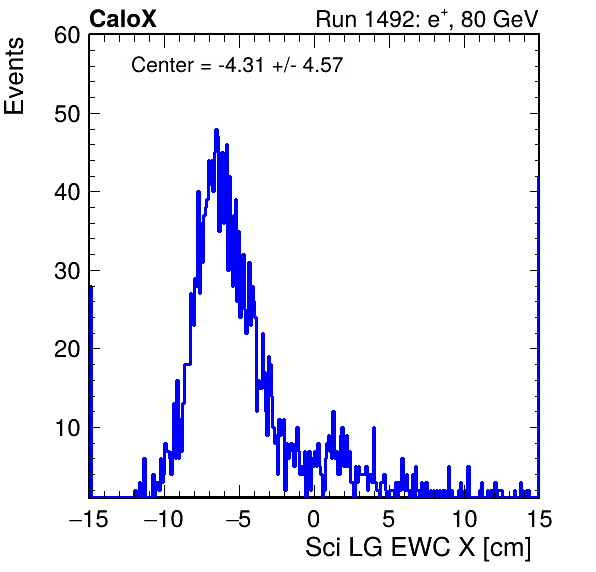 CaloX Run 1492: e⁺, 80 GeV
Center = -4.31 +/- 4.57
Events
60
50
40
30
20
10
−15 −10 −5 0 5 10 15
Sci LG EWC X [cm]